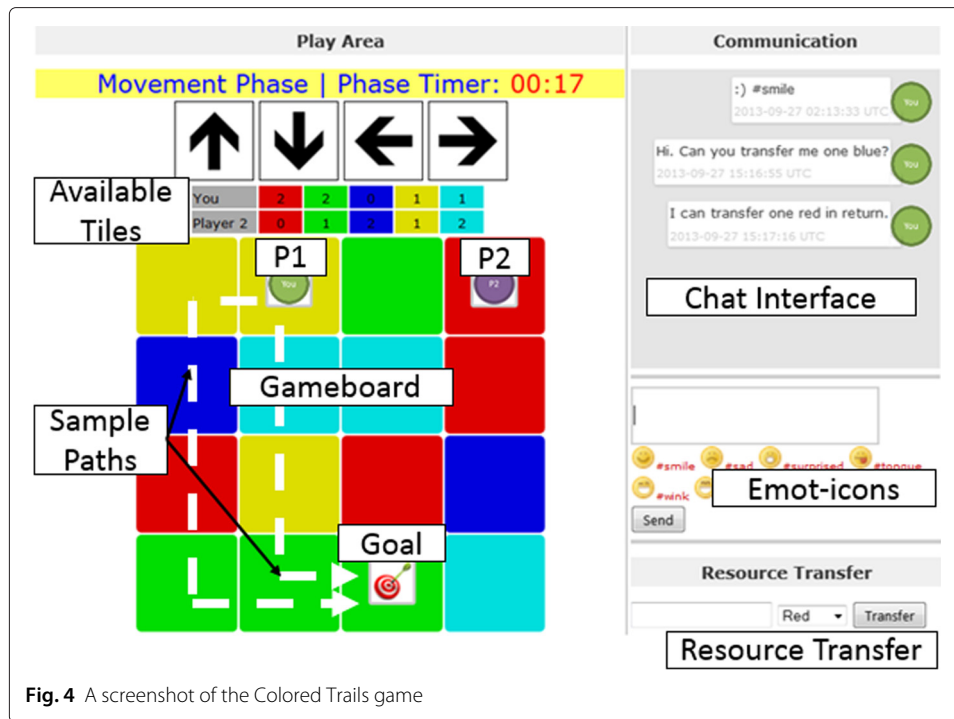 Play Area
Movement Phase | Phase Timer: 00:17
Available Tiles
You 2 2 0 1 1
Player 2 0 1 2 1 2
P1
You
P2
P2
Gameboard
Sample Paths
Goal
Communication
:) #smile
2013-09-27 02:13:33 UTC
You
Hi. Can you transfer me one blue?
2013-09-27 15:16:55 UTC
You
I can transfer one red in return.
2013-09-27 15:17:16 UTC
You
Chat Interface
#smile #sad #surprised #tongue
#wink
Emot-icons
Send
Resource Transfer
Red Transfer
Resource Transfer
Fig. 4 A screenshot of the Colored Trails game